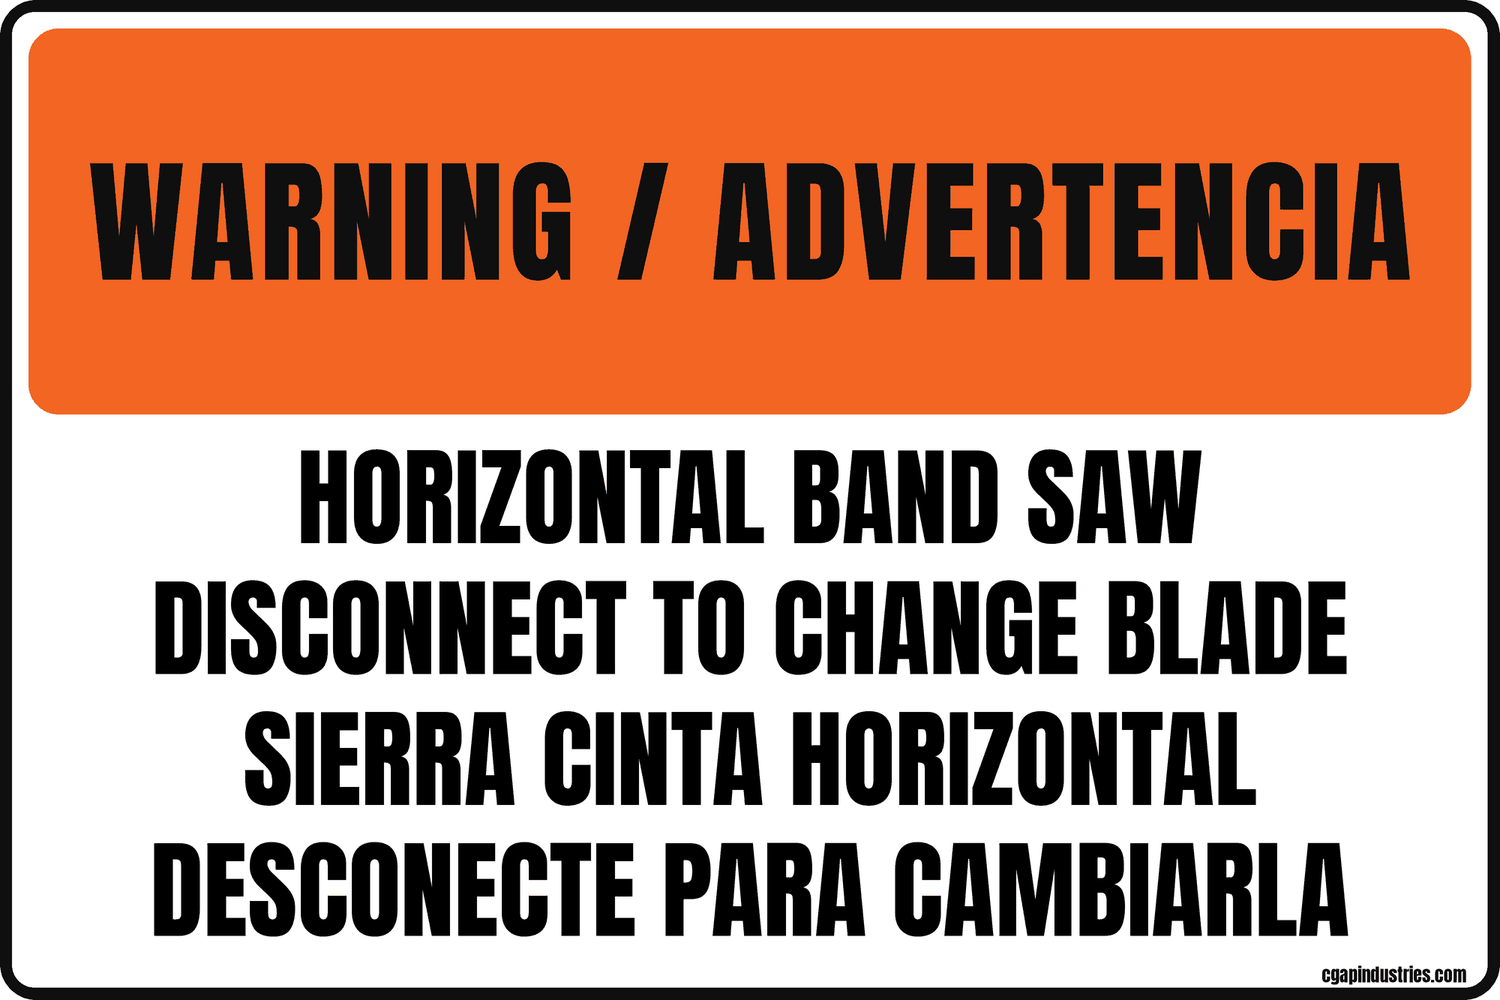 WARNING / ADVERTENCIA
HORIZONTAL BAND SAW
DISCONNECT TO CHANGE BLADE
SIERRA CINTA HORIZONTAL
DESCONECTE PARA CAMBIARLA
cgapindustries.com